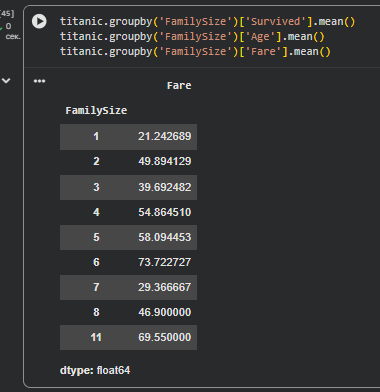 [45]
0
сек.
titanic.groupby('FamilySize')['Survived'].mean()
titanic.groupby('FamilySize')['Age'].mean()
titanic.groupby('FamilySize')['Fare'].mean()
Fare
FamilySize
1 21.242689
2 49.894129
3 39.692482
4 54.864510
5 58.094453
6 73.722727
7 29.366667
8 46.900000
11 69.550000
dtype: float64